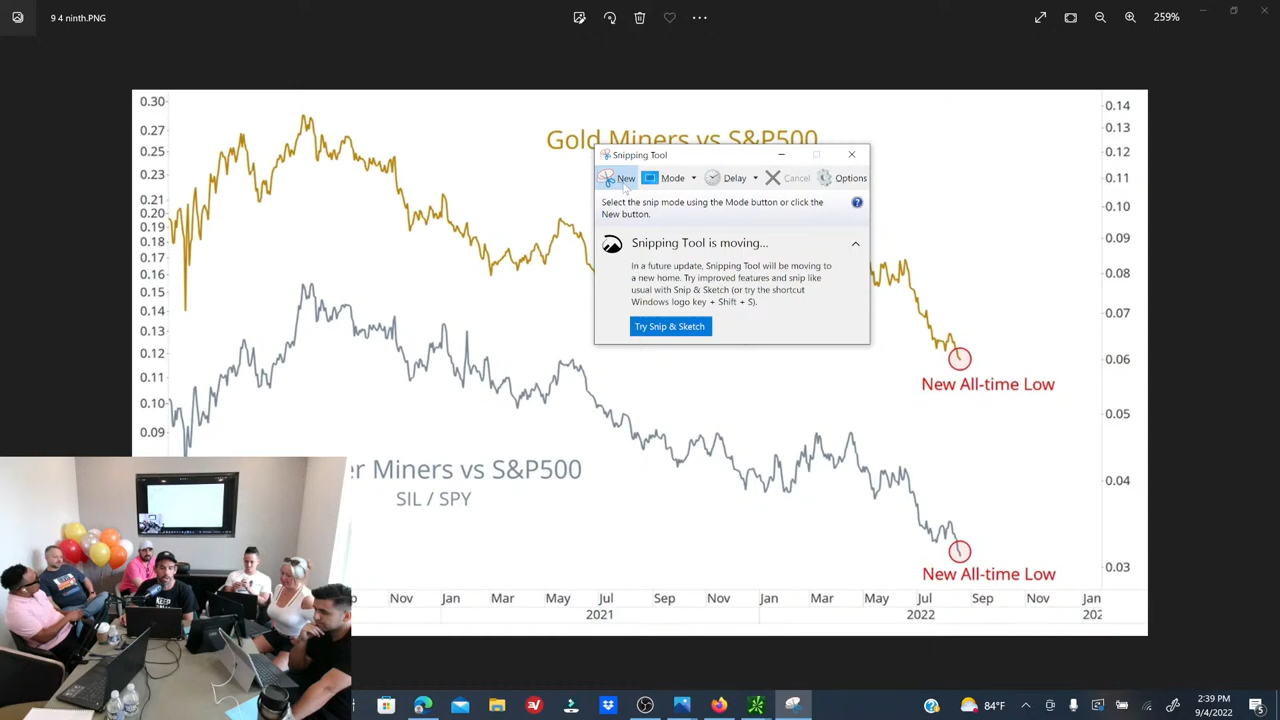 9 4 ninth.PNG
259%
Gold Miners vs S&P500
Snipping Tool
New
Mode
Delay
Cancel
Options
Select the snip mode using the Mode button or click the
New button.
Snipping Tool is moving...
In a future update, Snipping Tool will be moving to
a new home. Try improved features and snip like
usual with Snip & Sketch (or try the shortcut
Windows logo key + Shift + S).
Try Snip & Sketch
0.30
0.27
0.25
0.21
0.20
0.19
0.18
0.17
0.16
0.15
0.14
0.13
0.12
0.11
0.10
0.09
0.14
0.13
0.12
0.11
0.10
0.09
0.08
0.07
0.06
0.05
0.04
0.03
New All-time Low
er Miners vs S&P500
SIL / SPY
New All-time Low
Nov Jan Mar May Jul Sep Nov Jan Mar May Jul Sep Nov Jan
2021 2022 202
84°F
2:39 PM
9/4/2022
5